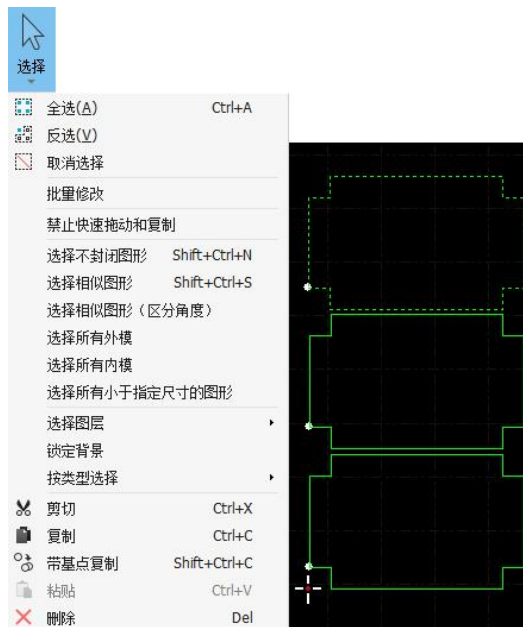 选择
全选(A) Ctrl+A
反选(V)
取消选择
批量修改
禁止快速拖动和复制
选择不封闭图形 Shift+Ctrl+N
选择相似图形 Shift+Ctrl+S
选择相似图形（区分角度）
选择所有外模
选择所有内模
选择所有小于指定尺寸的图形
选择图层
锁定背景
按类型选择
剪切 Ctrl+X
复制 Ctrl+C
带基点复制 Shift+Ctrl+C
粘贴 Ctrl+V
删除 Del